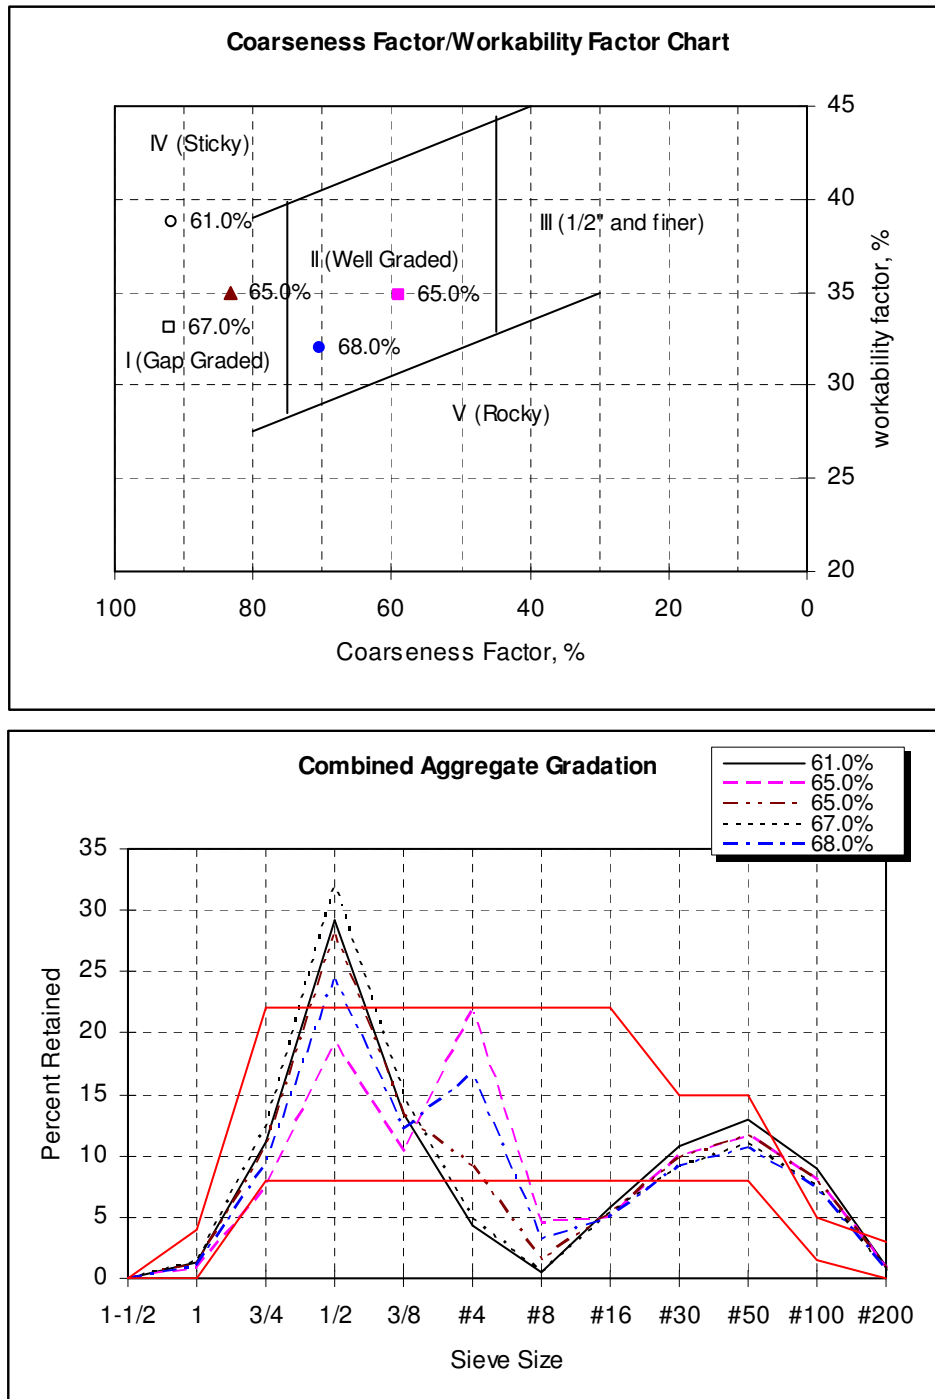 Coarseness Factor/Workability Factor Chart
45
IV (Sticky)
40
61.0%
III (1/2" and finer)
II (Well Graded)
65.0%
65.0%
35
67.0%
68.0%
I (Gap Graded)
30
V (Rocky)
25
20
workability factor, %
100 80 60 40 20 0
Coarseness Factor, %
Combined Aggregate Gradation
61.0%
65.0%
65.0%
67.0%
68.0%
35
30
25
20
15
10
5
0
Percent Retained
1-1/2 1 3/4 1/2 3/8 #4 #8 #16 #30 #50 #100 #200
Sieve Size